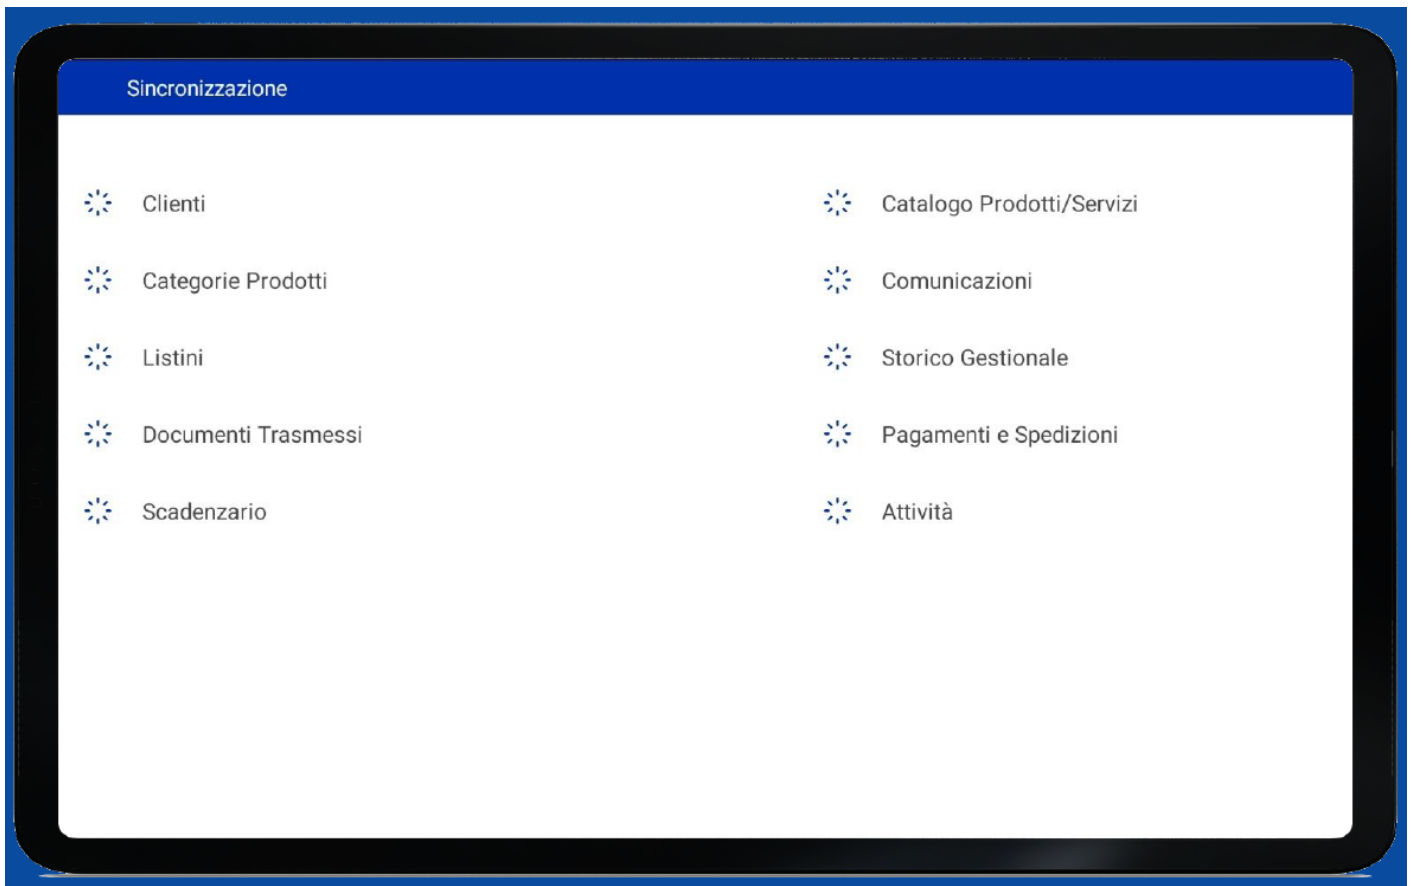 Sincronizzazione
Clienti
Catalogo Prodotti/Servizi
Categorie Prodotti
Comunicazioni
Listini
Storico Gestionale
Documenti Trasmessi
Pagamenti e Spedizioni
Scadenzario
Attività